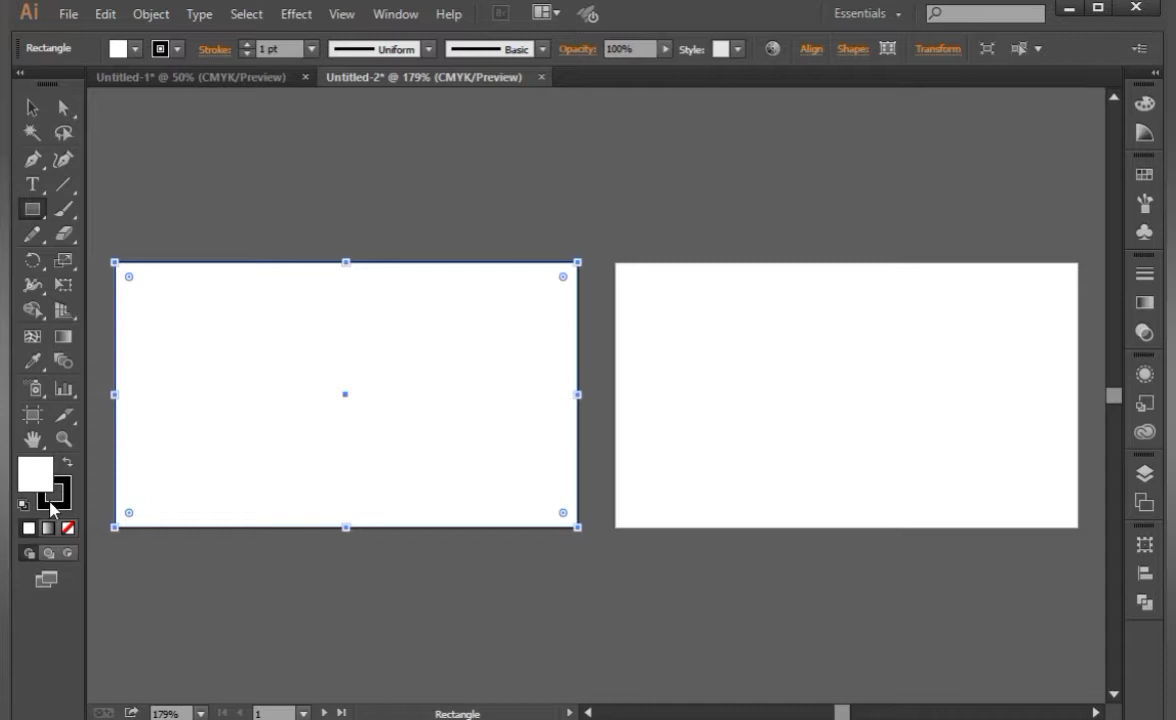 Ai File Edit Object Type Select Effect View Window Help Br Essentials
Rectangle Stroke: 1 pt Uniform Basic Opacity: 100% Style: Align Shape: Transform
Untitled-1* @ 50% (CMYK/Preview) × Untitled-2* @ 179% (CMYK/Preview) ×
179% 1 Rectangle